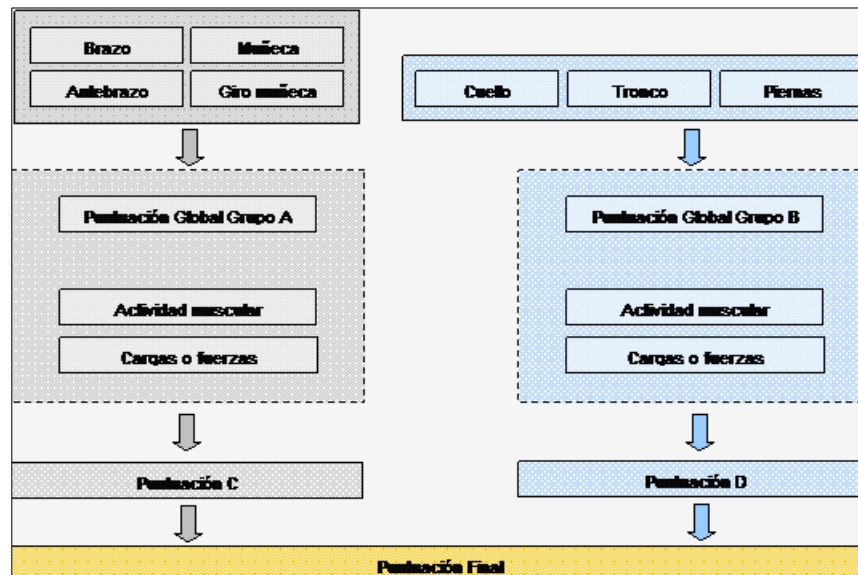 Brazo
Muñeca
Antebrazo
Giro muñeca
Cuello
Tronco
Piernas
Puntuación Global Grupo A
Puntuación Global Grupo B
Actividad muscular
Actividad muscular
Cargas o fuerzas
Cargas o fuerzas
Puntuación C
Puntuación D
Puntuación Final